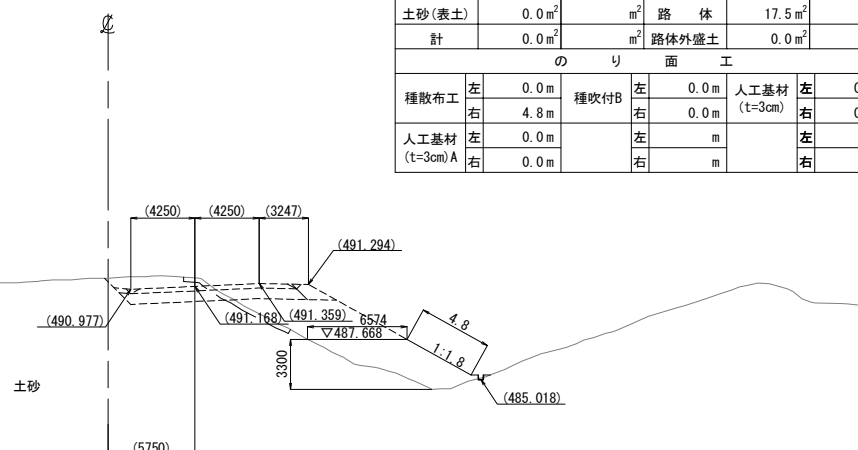 土砂(表土) 0.0m² m² 路 体 17.5m²
計 0.0m² m² 路体外盛土 0.0m²
の り 面 工
種散布工 左 0.0m 種吹付B 左 0.0m 人工基材 (t=3cm) 左
右 4.8m 右 0.0m 右
人工基材 (t=3cm)A 左 0.0m 左 m 左
右 0.0m 右 m 右
℄
(4250) (4250) (3247)
(491.294)
(490.977)
(491.168)
(491.359)
6574
▽487.668
4.8
1:1.8
3300
土砂
(485.018)
(5750)